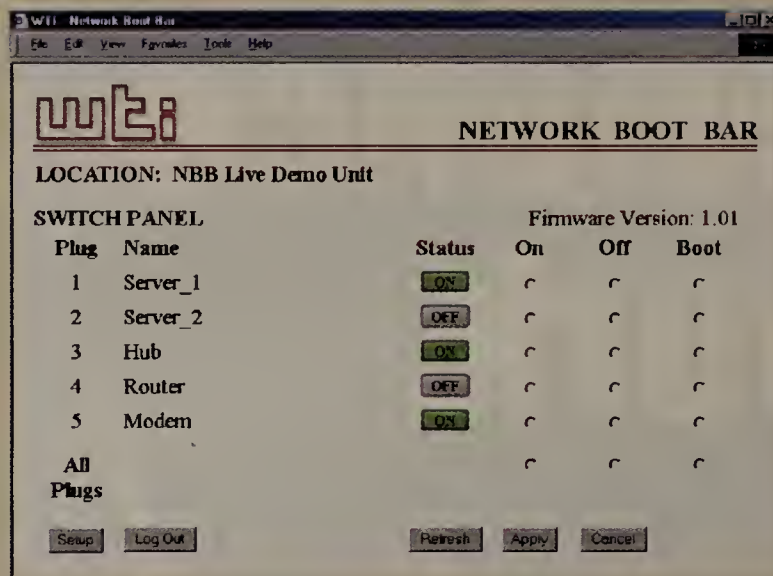 WTI Network Boot Bar
File Edit View Favorites Tools Help
wti
NETWORK BOOT BAR
LOCATION: NBB Live Demo Unit
SWITCH PANEL Firmware Version: 1.01
Plug Name Status On Off Boot
1 Server_1 ON
2 Server_2 OFF
3 Hub ON
4 Router OFF
5 Modem ON
All
Plugs
Setup Log Out Refresh Apply Cancel